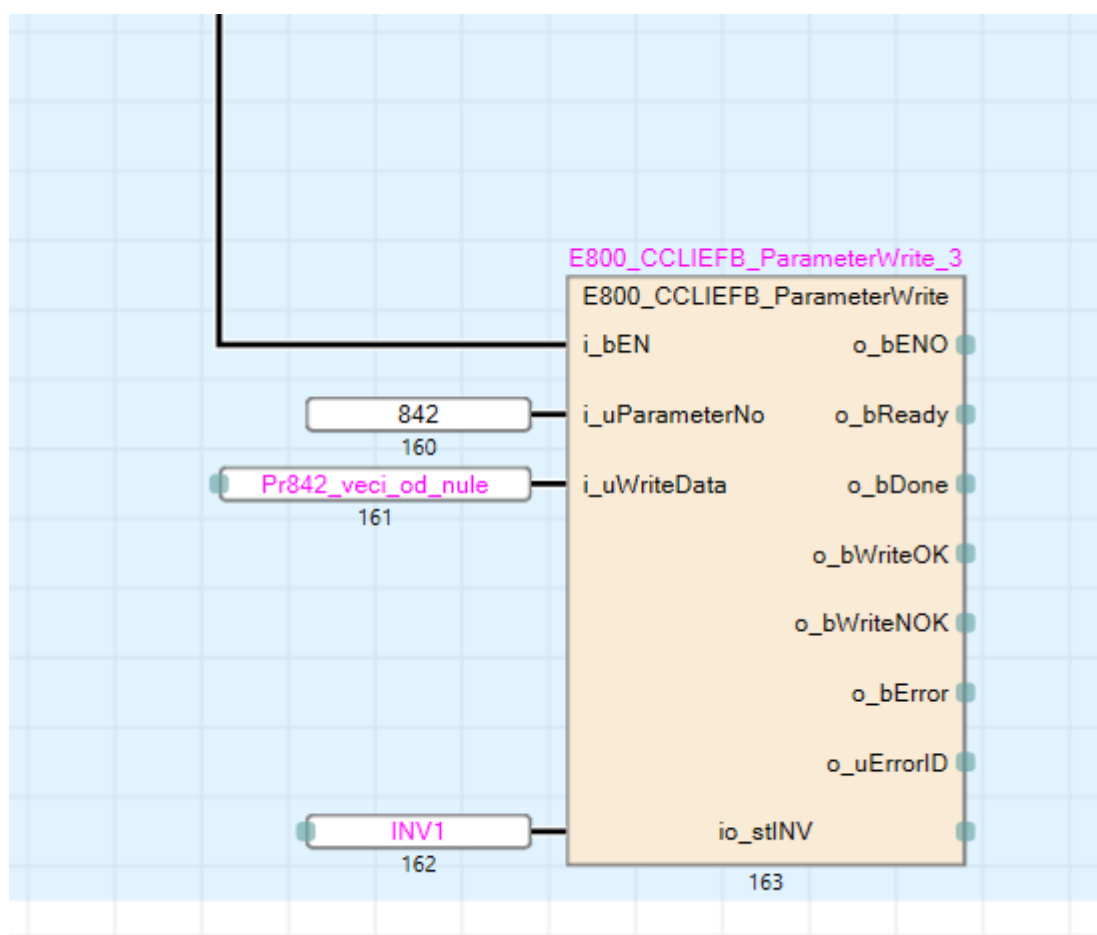 E800_CCLIEFB_ParameterWrite_3
E800_CCLIEFB_ParameterWrite
i_bEN o_bENO
842 i_uParameterNo o_bReady
160
Pr842_veci_od_nule i_uWriteData o_bDone
161
o_bWriteOK
o_bWriteNOK
o_bError
o_uErrorID
INV1 io_stINV
162
163